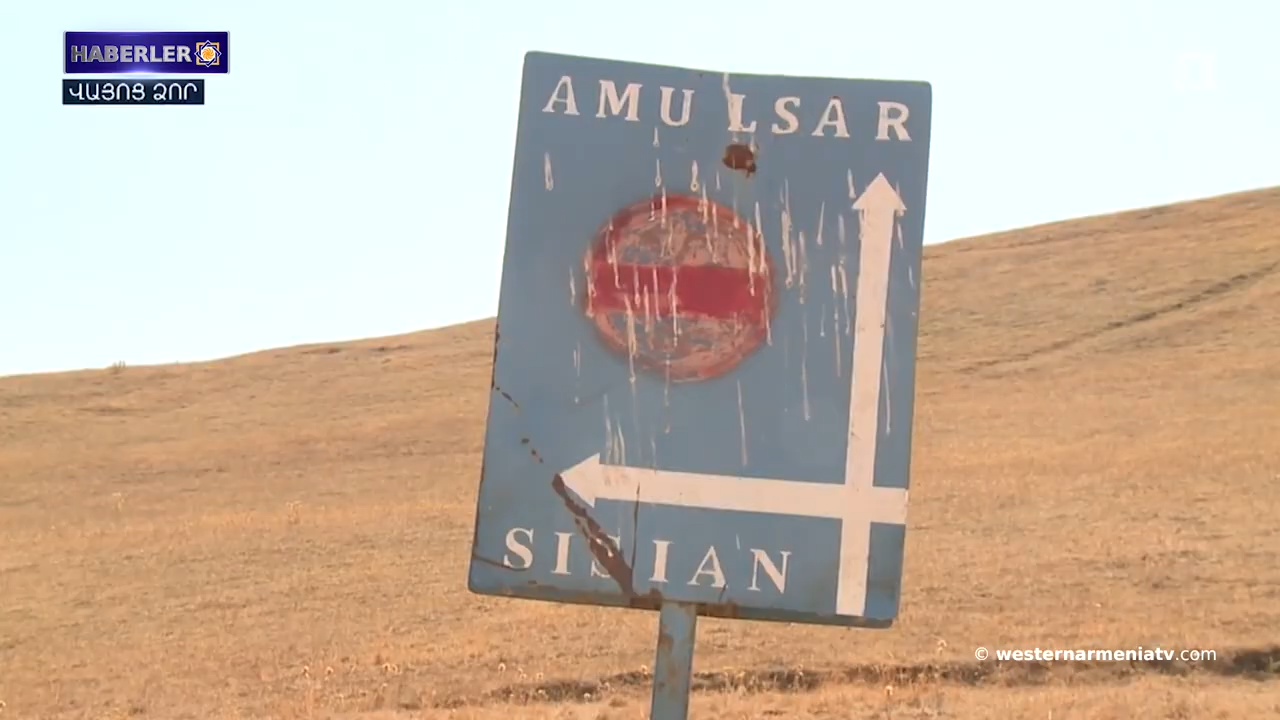 HABERLER
ՎԱՅՈՑ ՁՈՐ
AMULSAR
SISIAN
© westernarmeniatv.com